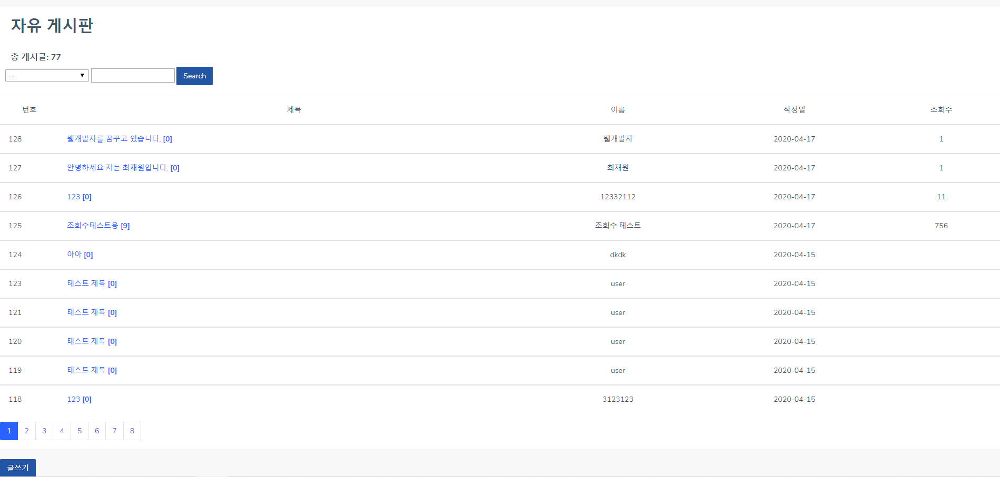 자유 게시판
총 게시글: 77
-- Search
번호 제목 이름 작성일 조회수
128 웹개발자를 꿈꾸고 있습니다. [0] 웹개발자 2020-04-17 1
127 안녕하세요 저는 최재원입니다. [0] 최재원 2020-04-17 1
126 123 [0] 12332112 2020-04-17 11
125 조회수테스트용 [9] 조회수 테스트 2020-04-17 756
124 아아 [0] dkdk 2020-04-15
123 테스트 제목 [0] user 2020-04-15
121 테스트 제목 [0] user 2020-04-15
120 테스트 제목 [0] user 2020-04-15
119 테스트 제목 [0] user 2020-04-15
118 123 [0] 3123123 2020-04-15
1 2 3 4 5 6 7 8
글쓰기